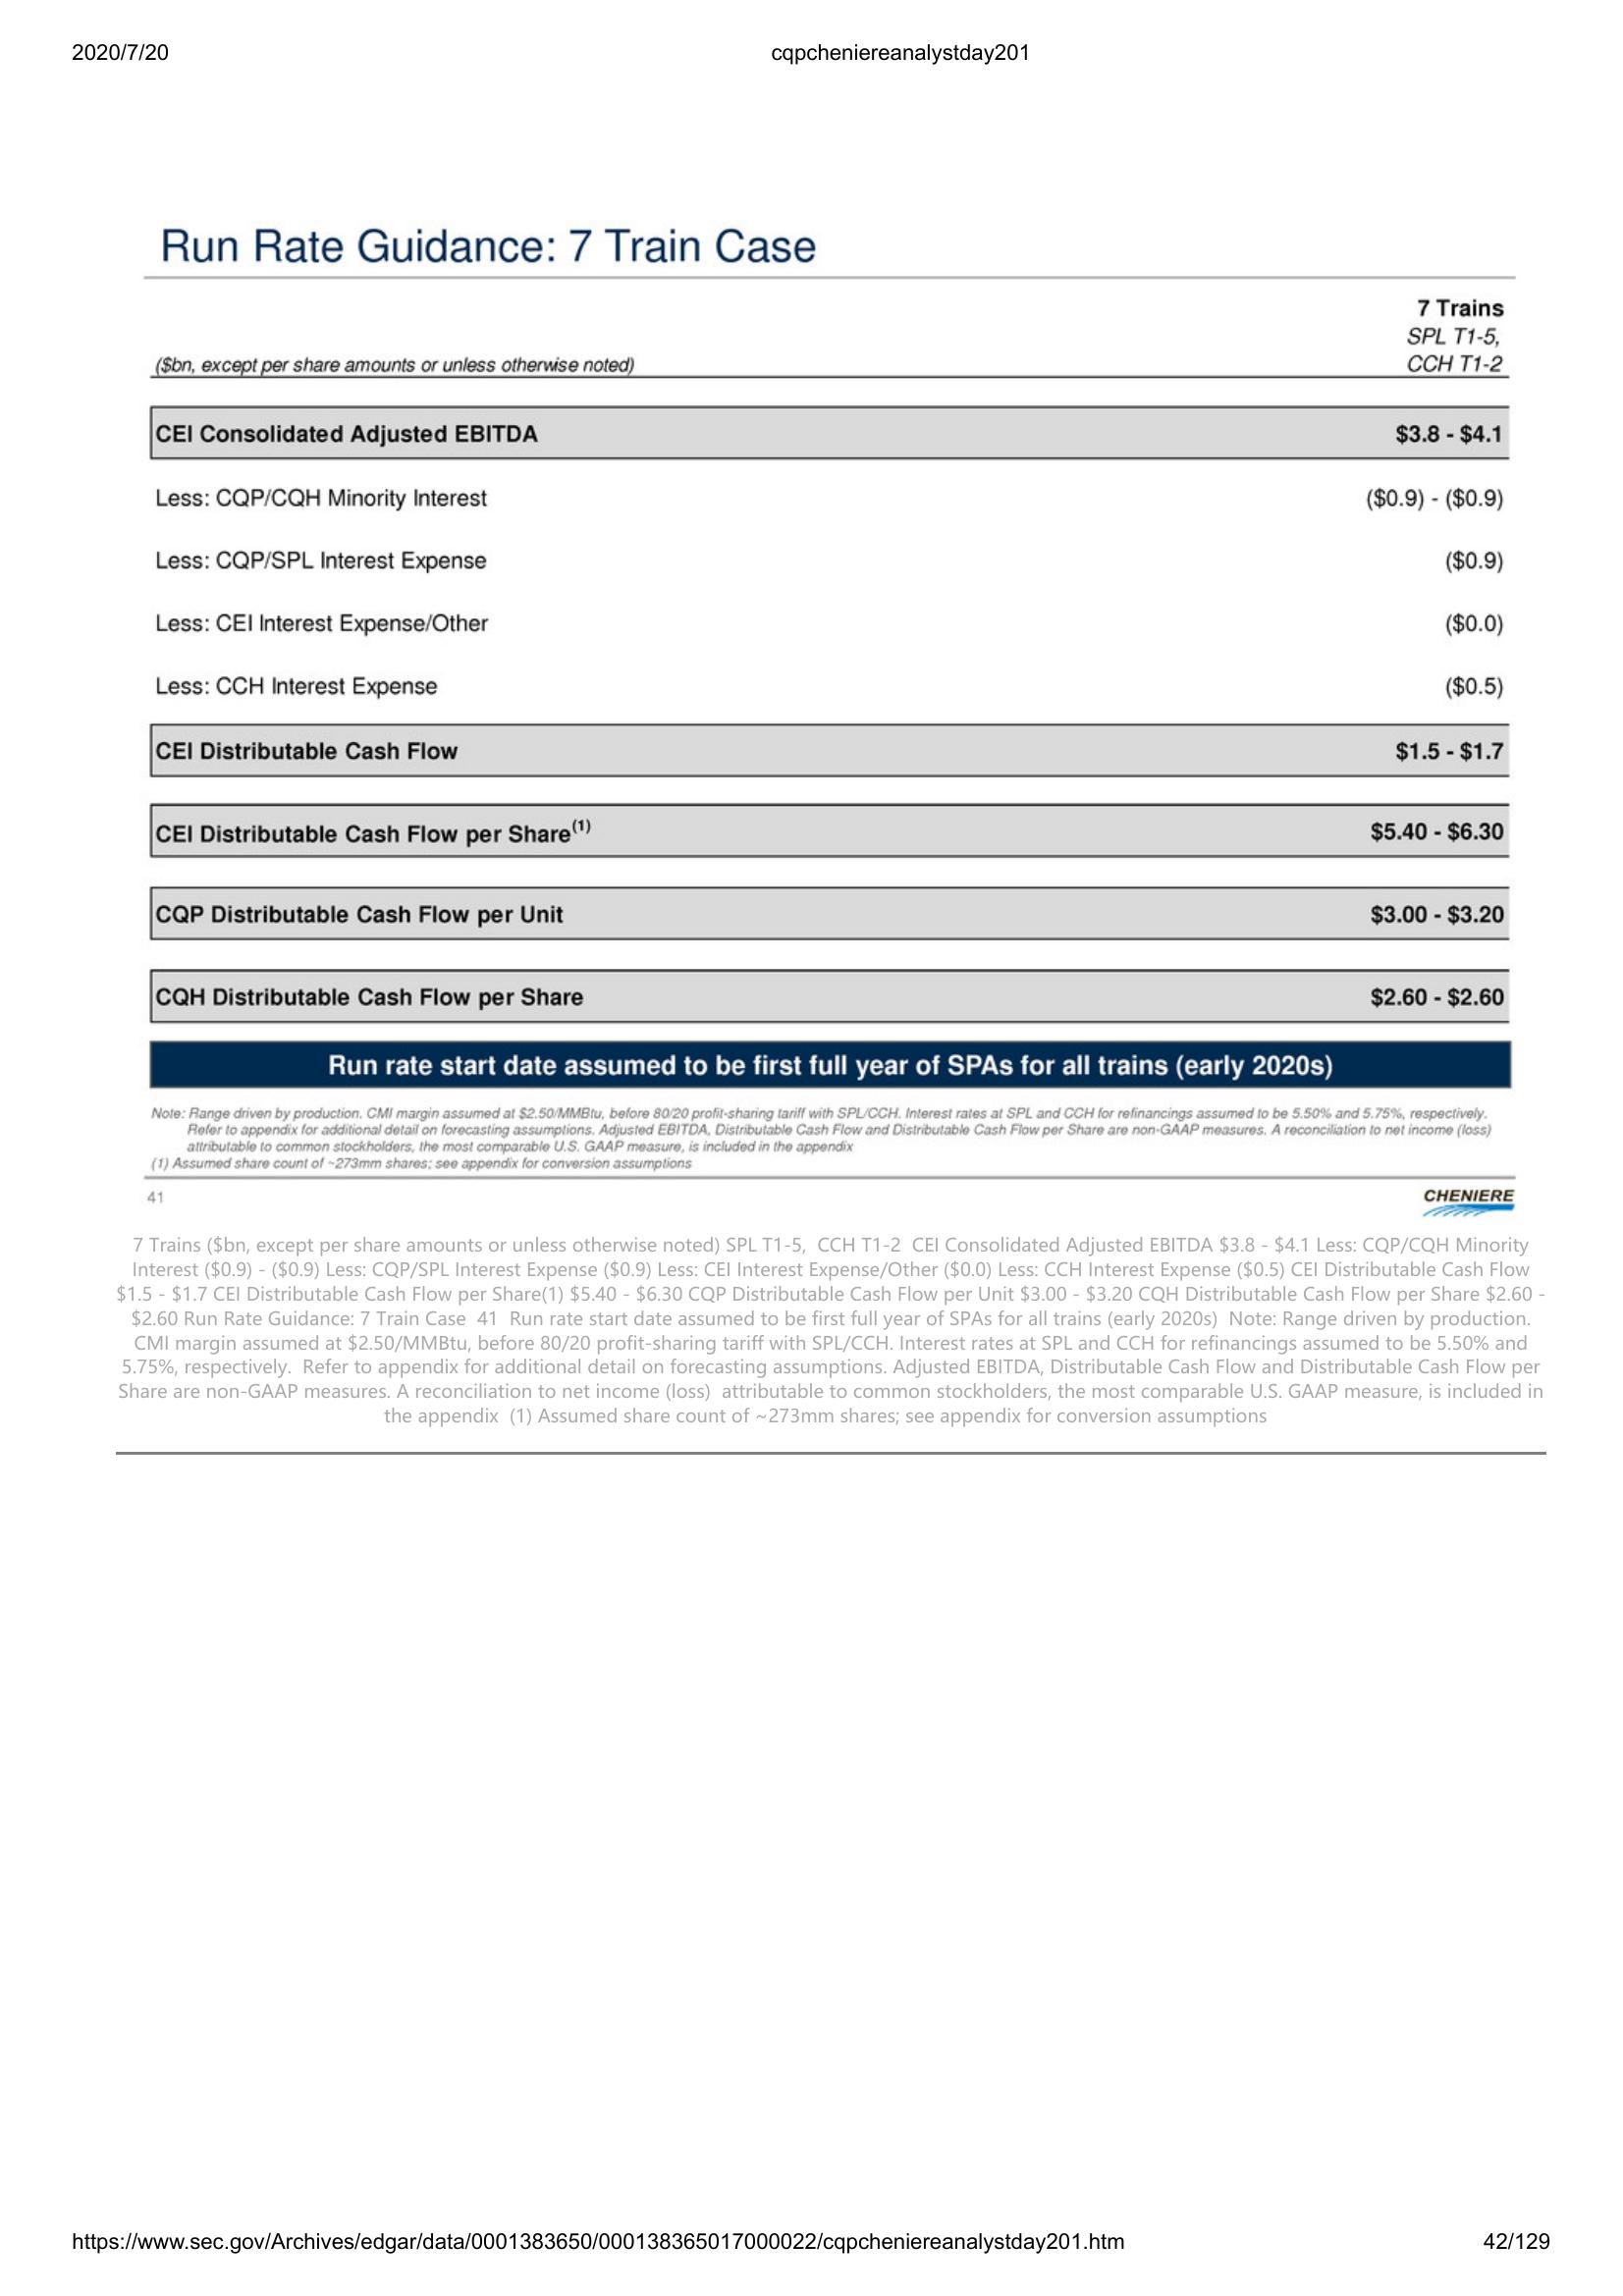 2020/7/20 cqpcheniereanalystday201
Run Rate Guidance: 7 Train Case
7 Trains
SPL T1-5,
($bn, except per share amounts or unless otherwise noted) CCH T1-2
CEI Consolidated Adjusted EBITDA $3.8 - $4.1
Less: CQP/CQH Minority Interest ($0.9) - ($0.9)
Less: CQP/SPL Interest Expense ($0.9)
Less: CEI Interest Expense/Other ($0.0)
Less: CCH Interest Expense ($0.5)
CEI Distributable Cash Flow $1.5 - $1.7
CEI Distributable Cash Flow per Share(1) $5.40 - $6.30
CQP Distributable Cash Flow per Unit $3.00 - $3.20
CQH Distributable Cash Flow per Share $2.60 - $2.60
Run rate start date assumed to be first full year of SPAs for all trains (early 2020s)
Note: Range driven by production. CMI margin assumed at $2.50/MMBtu, before 80/20 profit-sharing tariff with SPL/CCH. Interest rates at SPL and CCH for refinancings assumed to be 5.50% and 5.75%, respectively.
Refer to appendix for additional detail on forecasting assumptions. Adjusted EBITDA, Distributable Cash Flow and Distributable Cash Flow per Share are non-GAAP measures. A reconciliation to net income (loss)
attributable to common stockholders, the most comparable U.S. GAAP measure, is included in the appendix
(1) Assumed share count of ~273mm shares; see appendix for conversion assumptions
41 CHENIERE
7 Trains ($bn, except per share amounts or unless otherwise noted) SPL T1-5, CCH T1-2 CEI Consolidated Adjusted EBITDA $3.8 - $4.1 Less: CQP/CQH Minority
Interest ($0.9) - ($0.9) Less: CQP/SPL Interest Expense ($0.9) Less: CEI Interest Expense/Other ($0.0) Less: CCH Interest Expense ($0.5) CEI Distributable Cash Flow
$1.5 - $1.7 CEI Distributable Cash Flow per Share(1) $5.40 - $6.30 CQP Distributable Cash Flow per Unit $3.00 - $3.20 CQH Distributable Cash Flow per Share $2.60 -
$2.60 Run Rate Guidance: 7 Train Case 41 Run rate start date assumed to be first full year of SPAs for all trains (early 2020s) Note: Range driven by production.
CMI margin assumed at $2.50/MMBtu, before 80/20 profit-sharing tariff with SPL/CCH. Interest rates at SPL and CCH for refinancings assumed to be 5.50% and
5.75%, respectively. Refer to appendix for additional detail on forecasting assumptions. Adjusted EBITDA, Distributable Cash Flow and Distributable Cash Flow per
Share are non-GAAP measures. A reconciliation to net income (loss) attributable to common stockholders, the most comparable U.S. GAAP measure, is included in
the appendix (1) Assumed share count of ~273mm shares; see appendix for conversion assumptions
https://www.sec.gov/Archives/edgar/data/0001383650/000138365017000022/cqpcheniereanalystday201.htm 42/129